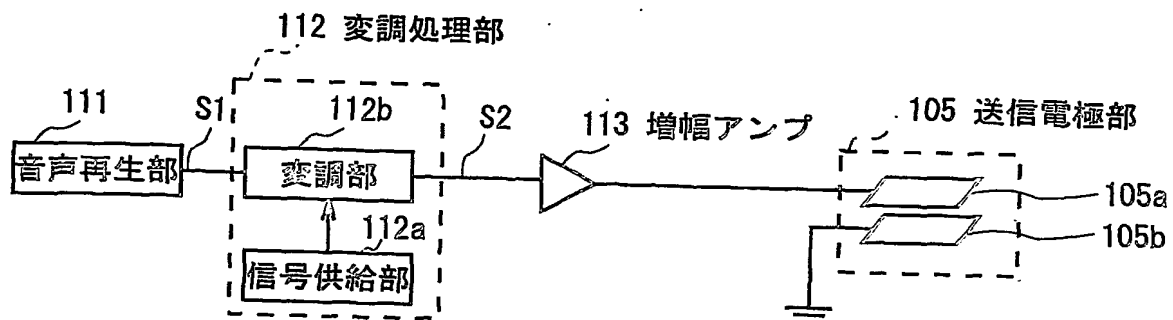 112 変調処理部
111
S1
112b
S2
113 増幅アンプ
105 送信電極部
音声再生部
変調部
105a
105b
112a
信号供給部